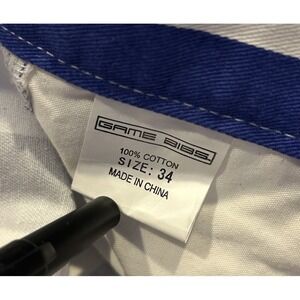 GAME BIBS
100% COTTON
SIZE: 34
MADE IN CHINA